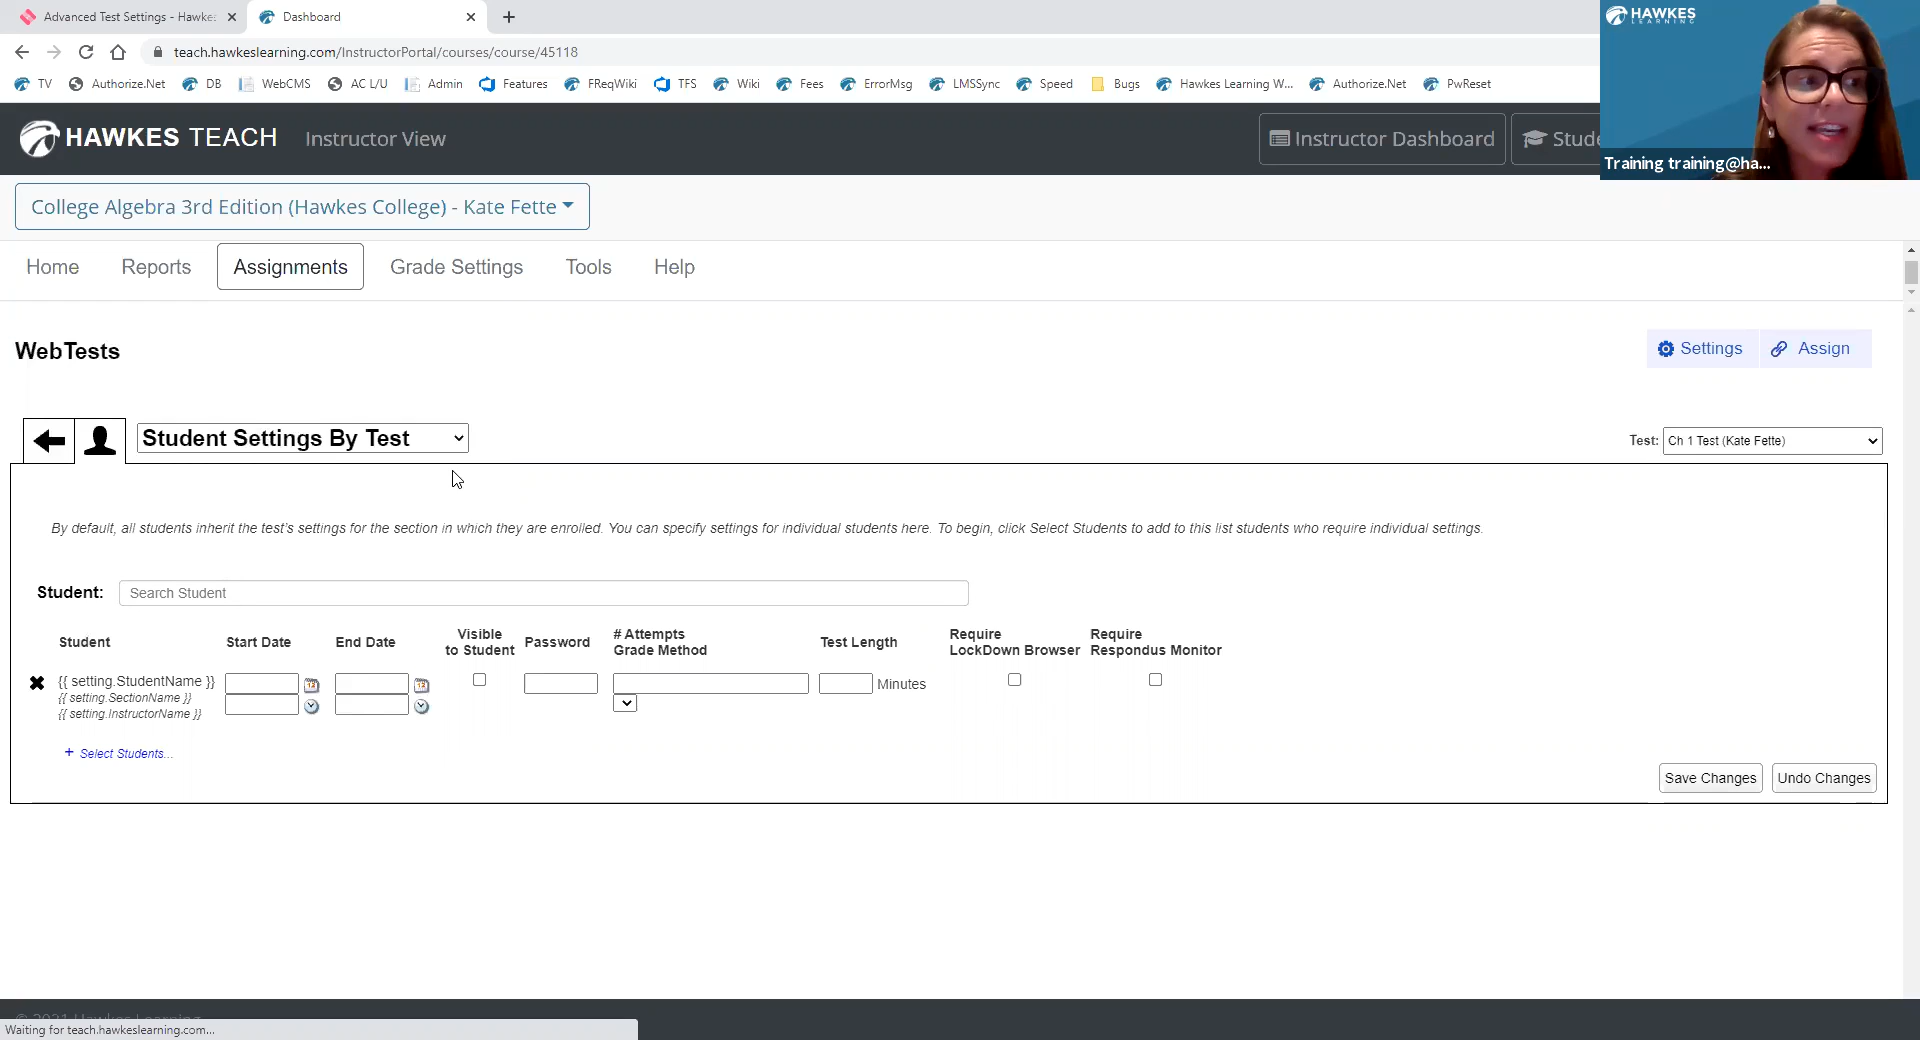 Advanced Test Settings - Hawkes
Dashboard
teach.hawkeslearning.com/InstructorPortal/courses/course/45118
TV Authorize.Net DB WebCMS AC L/U Admin Features FReqWiki TFS Wiki Fees ErrorMsg LMSSync Speed Bugs Hawkes Learning W... Authorize.Net PwReset
HAWKES LEARNING
Training training@ha...
HAWKES TEACH Instructor View Instructor Dashboard Stude
College Algebra 3rd Edition (Hawkes College) - Kate Fette
Home Reports Assignments Grade Settings Tools Help
WebTests
Settings Assign
Student Settings By Test
Test: Ch 1 Test (Kate Fette)
By default, all students inherit the test's settings for the section in which they are enrolled. You can specify settings for individual students here. To begin, click Select Students to add to this list students who require individual settings.
Student: Search Student
Student Start Date End Date Visible to Student Password # Attempts Grade Method Test Length Require LockDown Browser Require Respondus Monitor
{{ setting.StudentName }} Minutes
{{ setting.SectionName }}
{{ setting.InstructorName }}
+ Select Students...
Save Changes Undo Changes
© 2021 Hawkes Learning
Waiting for teach.hawkeslearning.com...